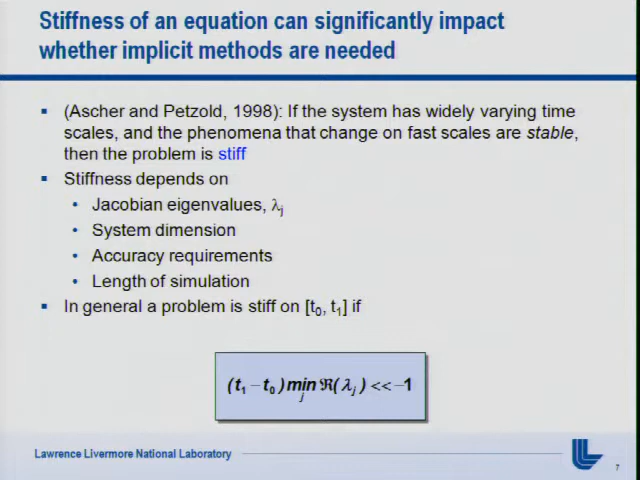 Stiffness of an equation can significantly impact
whether implicit methods are needed
▪ (Ascher and Petzold, 1998): If the system has widely varying time
scales, and the phenomena that change on fast scales are stable,
then the problem is stiff
▪ Stiffness depends on
• Jacobian eigenvalues, λj
• System dimension
• Accuracy requirements
• Length of simulation
▪ In general a problem is stiff on [t0, t1] if
(t1 − t0) min j ℜ(λj) << −1
Lawrence Livermore National Laboratory
7